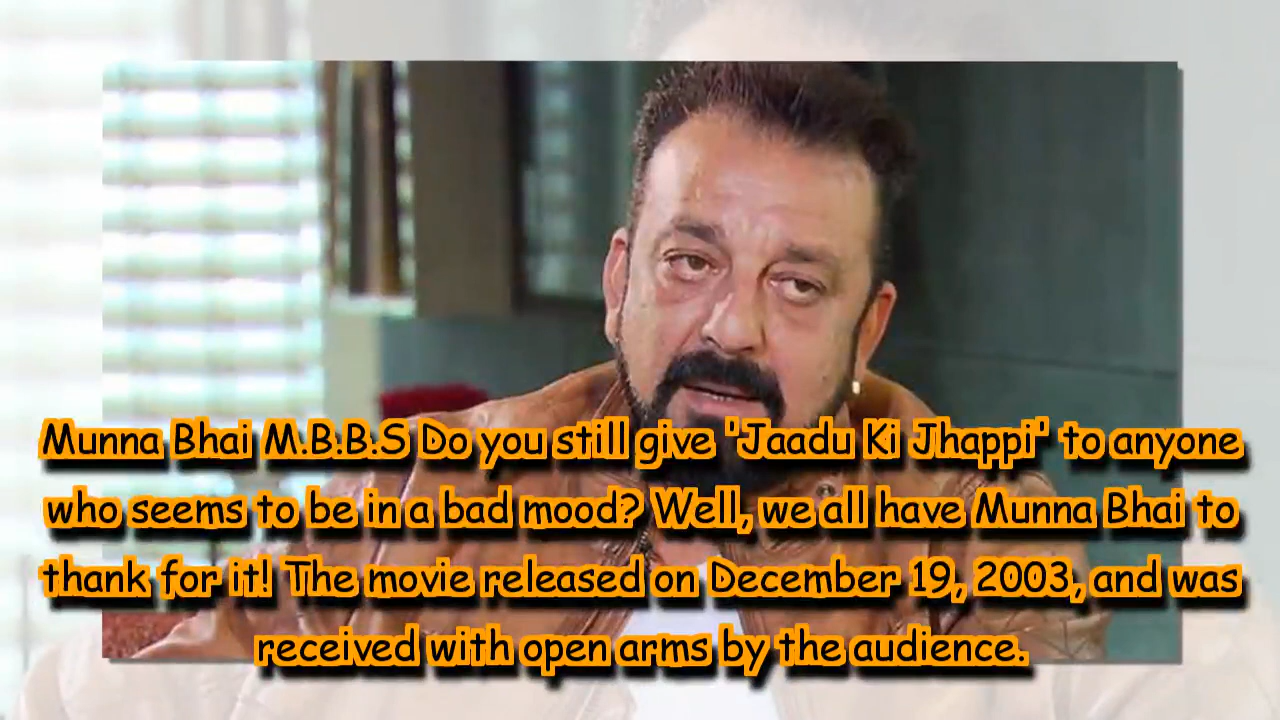 Munna Bhai M.B.B.S Do you still give 'Jaadu Ki Jhappi' to anyone
who seems to be in a bad mood? Well, we all have Munna Bhai to
thank for it! The movie released on December 19, 2003, and was
received with open arms by the audience.